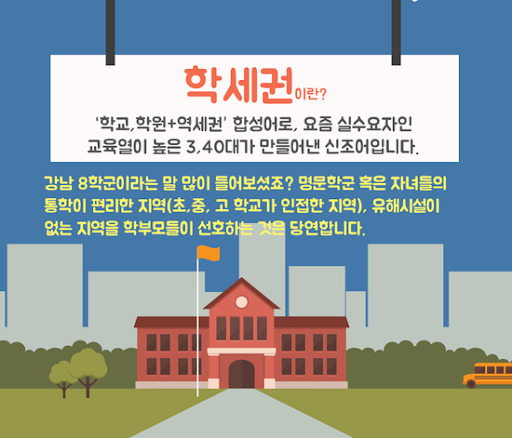 학세권이란?
'학교,학원+역세권' 합성어로, 요즘 실수요자인
교육열이 높은 3,40대가 만들어낸 신조어입니다.
강남 8학군이라는 말 많이 들어보셨죠? 명문학군 혹은 자녀들의
통학이 편리한 지역(초,중, 고 학교가 인접한 지역), 유해시설이
없는 지역을 학부모들이 선호하는 것은 당연합니다.